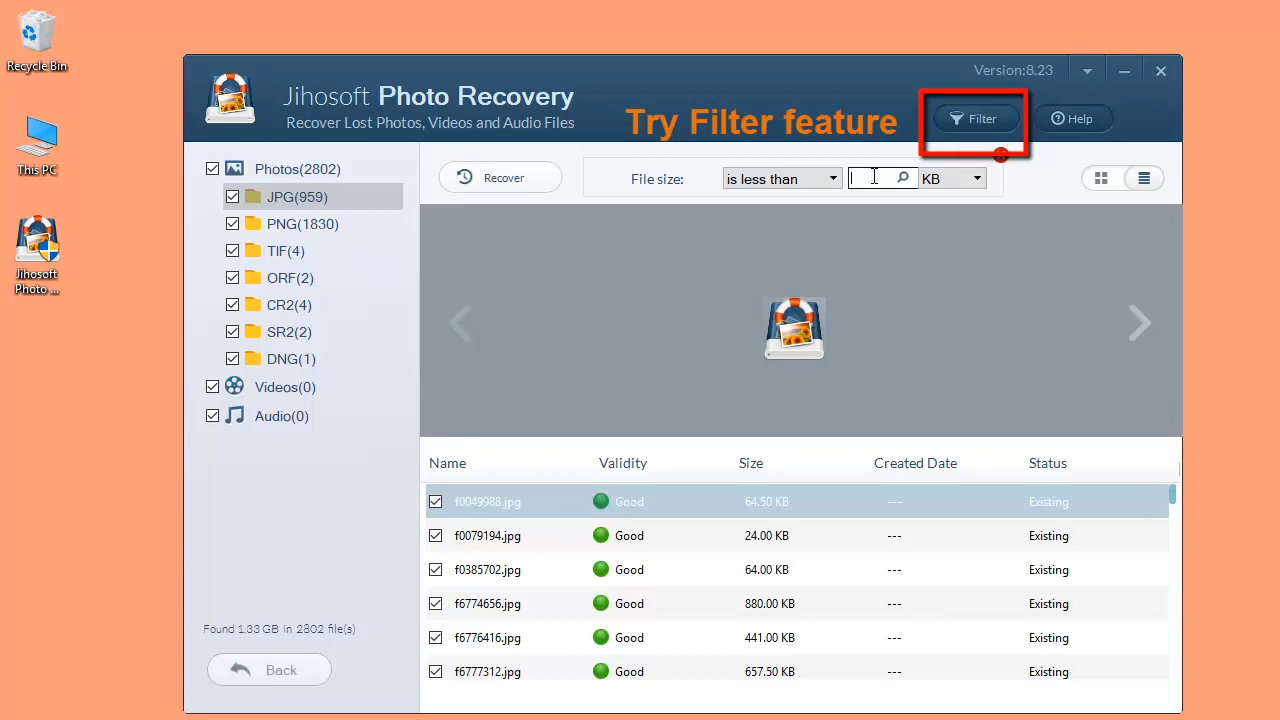 Recycle Bin
This PC
Jihosoft
Photo ...
Version:8.23
Jihosoft Photo Recovery
Recover Lost Photos, Videos and Audio Files
Try Filter feature
Filter
Help
Photos(2802)
JPG(959)
PNG(1830)
TIF(4)
ORF(2)
CR2(4)
SR2(2)
DNG(1)
Videos(0)
Audio(0)
Found 1.33 GB in 2802 file(s)
Back
Recover
File size: is less than KB
Name Validity Size Created Date Status
f0049988.jpg Good 64.50 KB --- Existing
f0079194.jpg Good 24.00 KB --- Existing
f0385702.jpg Good 64.00 KB --- Existing
f6774656.jpg Good 880.00 KB --- Existing
f6776416.jpg Good 441.00 KB --- Existing
f6777312.jpg Good 657.50 KB --- Existing